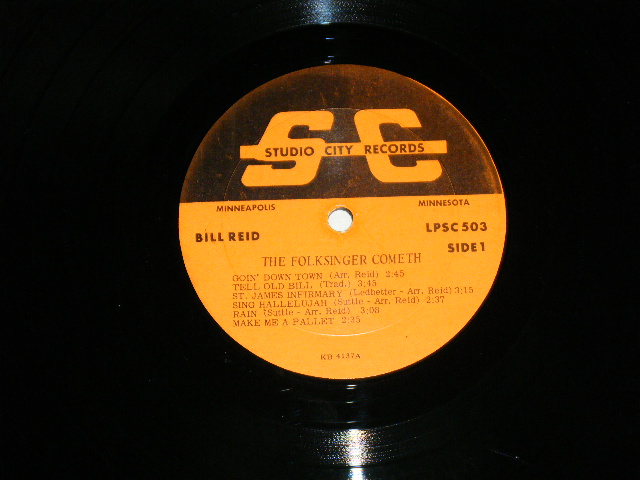 SC
STUDIO CITY RECORDS
MINNEAPOLIS MINNESOTA
BILL REID LPSC 503
SIDE 1
THE FOLKSINGER COMETH
GOIN' DOWN TOWN (Arr. Reid) 2:45
TELL OLD BILL (Trad.) 3:45
ST. JAMES INFIRMARY (Ledbetter - Arr. Reid) 3:15
SING HALLELUJAH (Suttle - Arr. Reid) 2:37
RAIN (Suttle - Arr. Reid) 3:08
MAKE ME A PALLET 2:35
KB 4137A